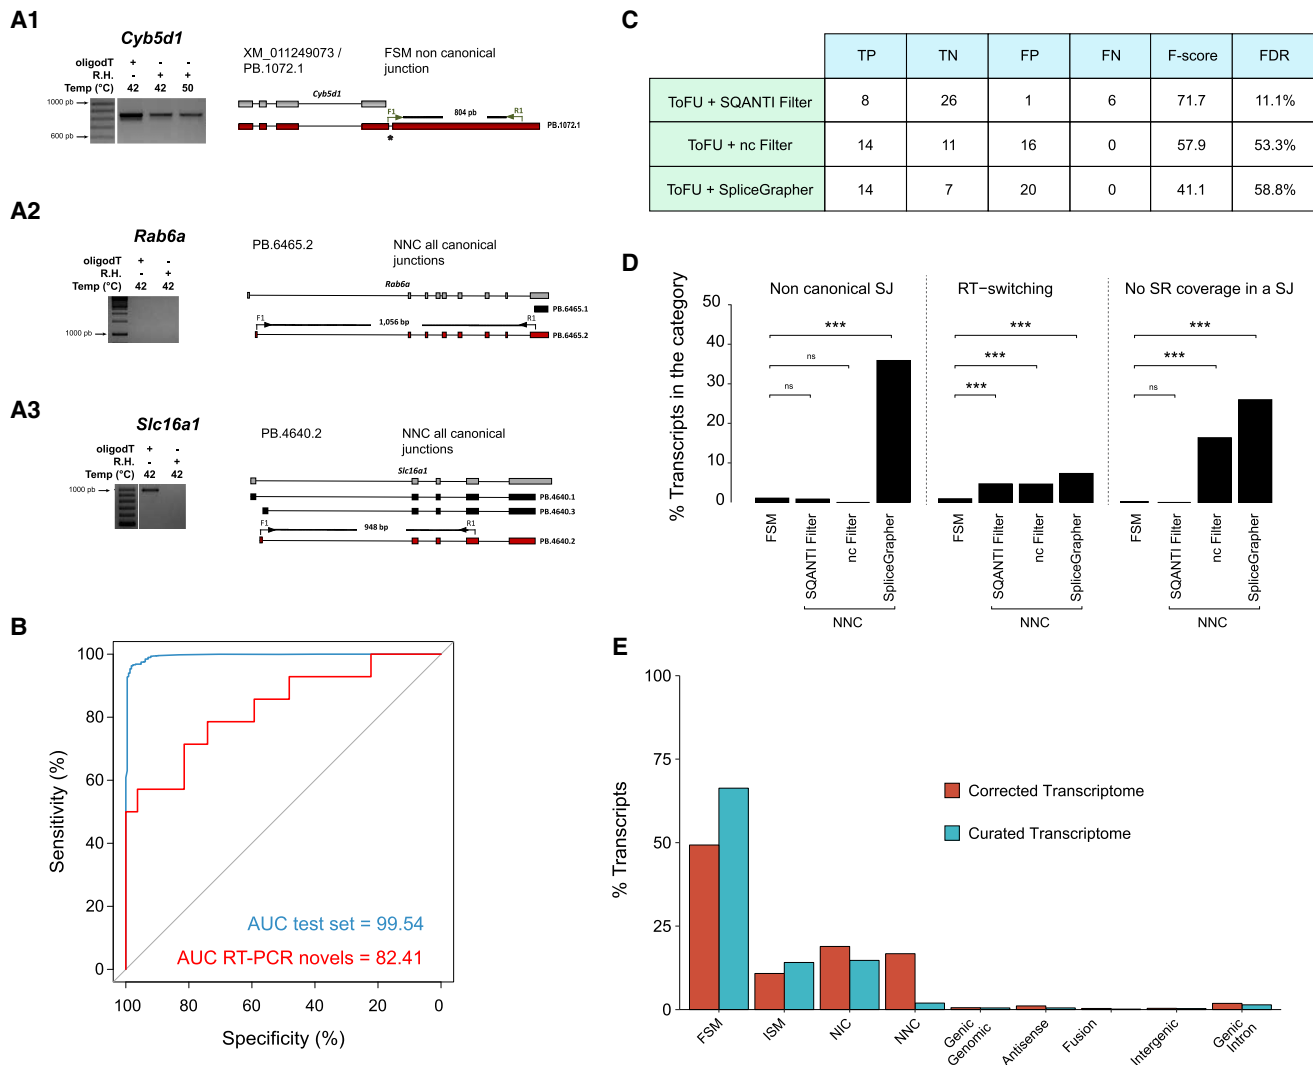 A1
Cyb5d1
oligodT + - -
R.H. - + +
Temp (°C) 42 42 50
1000 pb
600 pb
XM_011249073 /
PB.1072.1
FSM non canonical
junction
Cyb5d1
F1
804 pb
R1
PB.1072.1
*
A2
Rab6a
oligodT + -
R.H. - +
Temp (°C) 42 42
1000 pb
PB.6465.2
NNC all canonical
junctions
Rab6a
PB.6465.1
F1
1,056 bp
R1
PB.6465.2
A3
Slc16a1
oligodT + -
R.H. - +
Temp (°C) 42 42
1000 pb
PB.4640.2
NNC all canonical
junctions
Slc16a1
PB.4640.1
PB.4640.3
F1
948 bp
R1
PB.4640.2
B
Sensitivity (%)
100
80
60
40
20
0
AUC test set = 99.54
AUC RT-PCR novels = 82.41
100 80 60 40 20 0
Specificity (%)
C
TP TN FP FN F-score FDR
ToFU + SQANTI Filter 8 26 1 6 71.7 11.1%
ToFU + nc Filter 14 11 16 0 57.9 53.3%
ToFU + SpliceGrapher 14 7 20 0 41.1 58.8%
D
% Transcripts in the category
50
40
30
20
10
0
Non canonical SJ
***
ns
ns
FSM
SQANTI Filter
nc Filter
SpliceGrapher
NNC
RT−switching
***
***
***
FSM
SQANTI Filter
nc Filter
SpliceGrapher
NNC
No SR coverage in a SJ
***
***
ns
FSM
SQANTI Filter
nc Filter
SpliceGrapher
NNC
E
% Transcripts
100
75
50
25
0
Corrected Transcriptome
Curated Transcriptome
FSM
ISM
NIC
NNC
Genic
Genomic
Antisense
Fusion
Intergenic
Genic
Intron